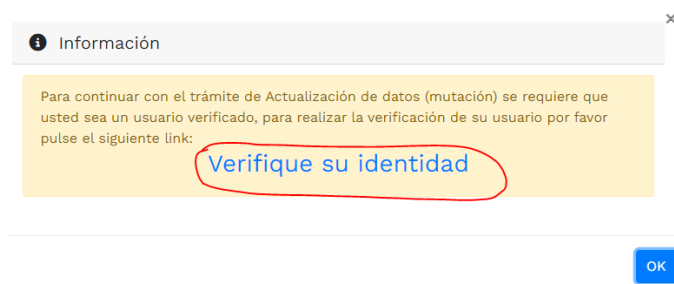 ×
Información
Para continuar con el trámite de Actualización de datos (mutación) se requiere que
usted sea un usuario verificado, para realizar la verificación de su usuario por favor
pulse el siguiente link:
Verifique su identidad
OK